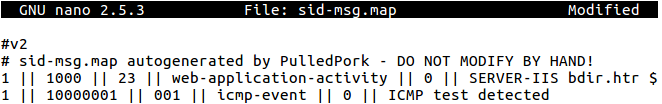 GNU nano 2.5.3 File: sid-msg.map Modified
#v2
# sid-msg.map autogenerated by PulledPork - DO NOT MODIFY BY HAND!
1 || 1000 || 23 || web-application-activity || 0 || SERVER-IIS bdir.htr $
1 || 10000001 || 001 || icmp-event || 0 || ICMP test detected